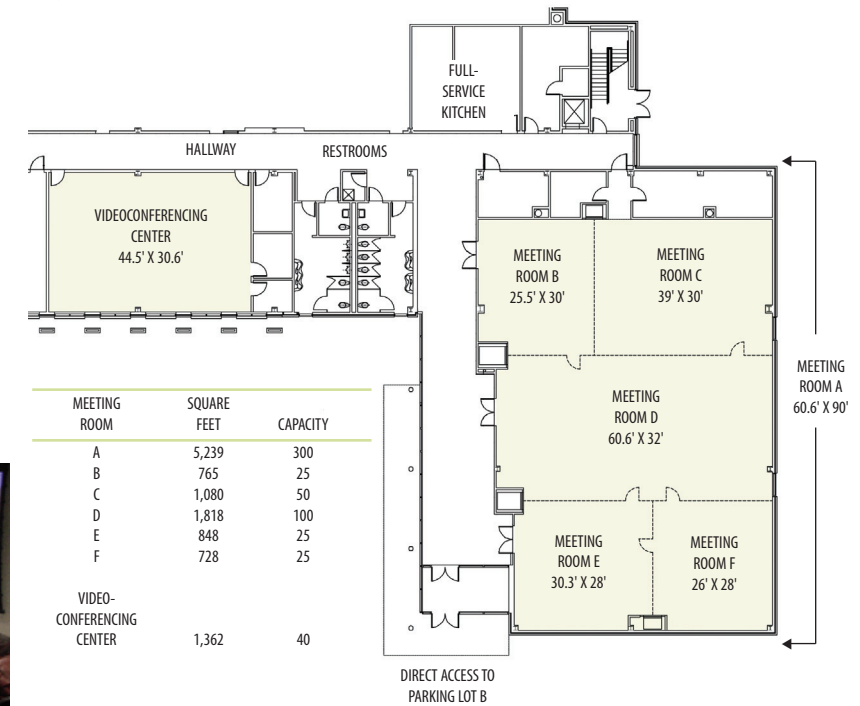 FULL-
SERVICE
KITCHEN
HALLWAY
RESTROOMS
VIDEOCONFERENCING
CENTER
44.5' X 30.6'
MEETING
ROOM B
25.5' X 30'
MEETING
ROOM C
39' X 30'
MEETING
ROOM A
60.6' X 90'
MEETING
ROOM D
60.6' X 32'
MEETING
ROOM E
30.3' X 28'
MEETING
ROOM F
26' X 28'
MEETING ROOM SQUARE FEET CAPACITY
A 5,239 300
B 765 25
C 1,080 50
D 1,818 100
E 848 25
F 728 25
VIDEO-
CONFERENCING
CENTER 1,362 40
DIRECT ACCESS TO
PARKING LOT B